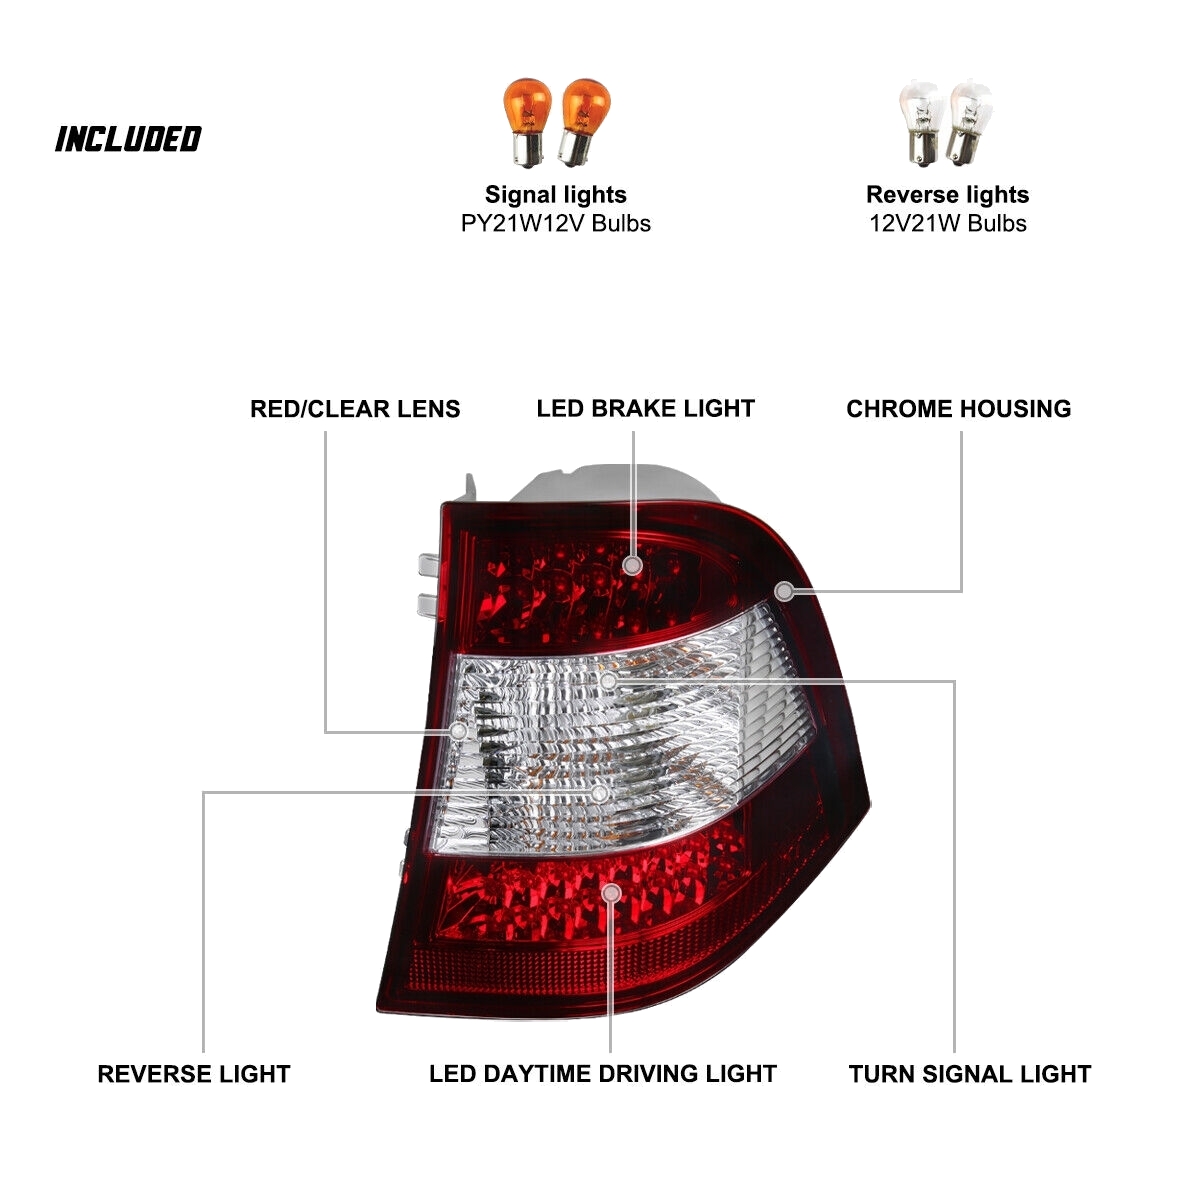 INCLUDED
Signal lights
PY21W12V Bulbs
Reverse lights
12V21W Bulbs
RED/CLEAR LENS
LED BRAKE LIGHT
CHROME HOUSING
REVERSE LIGHT
LED DAYTIME DRIVING LIGHT
TURN SIGNAL LIGHT